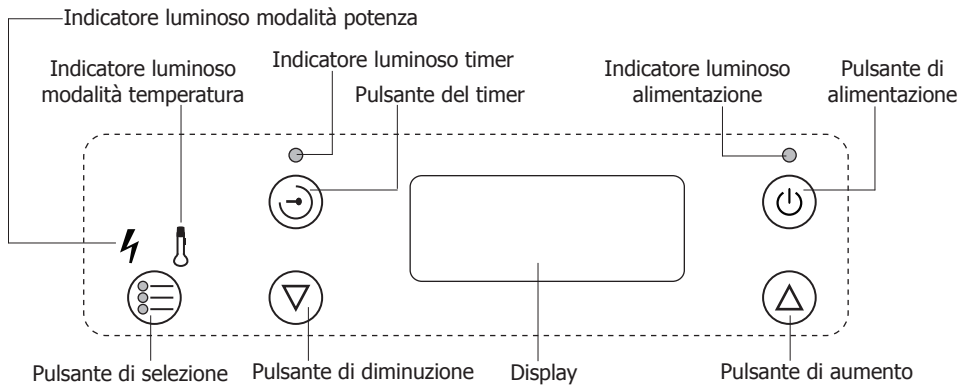 Indicatore luminoso modalità potenza
Indicatore luminoso
modalità temperatura
Indicatore luminoso timer
Pulsante del timer
Indicatore luminoso
alimentazione
Pulsante di
alimentazione
Pulsante di selezione
Pulsante di diminuzione
Display
Pulsante di aumento